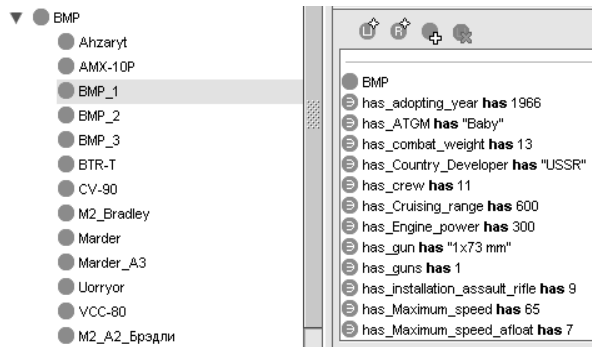 BMP
Ahzaryt
AMX-10P
BMP_1
BMP_2
BMP_3
BTR-T
CV-90
M2_Bradley
Marder
Marder_A3
Uorryor
VCC-80
M2_A2_Брэдли
BMP
has_adopting_year has 1966
has_ATGM has "Baby"
has_combat_weight has 13
has_Country_Developer has "USSR"
has_crew has 11
has_Cruising_range has 600
has_Engine_power has 300
has_gun has "1x73 mm"
has_guns has 1
has_installation_assault_rifle has 9
has_Maximum_speed has 65
has_Maximum_speed_afloat has 7